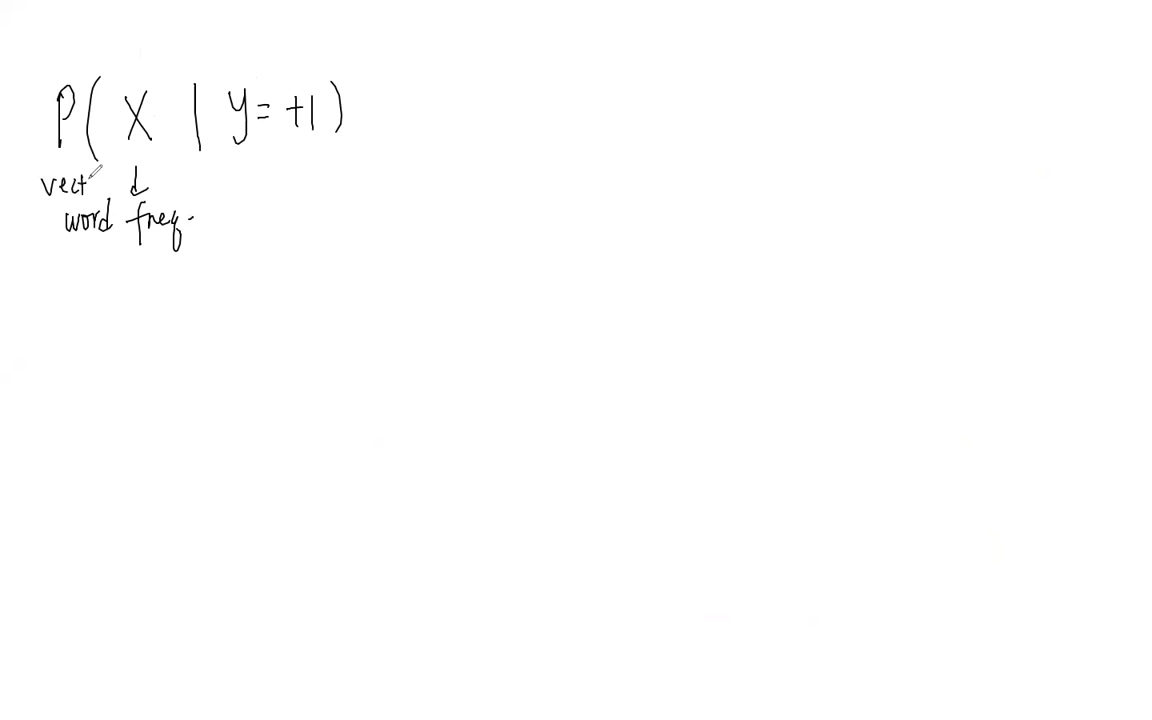 P( X | y = +1 )
vect ↓
word freq.